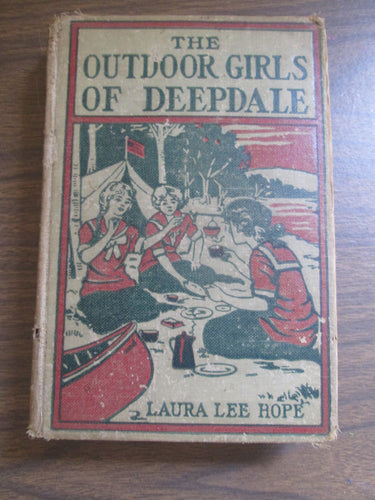 THE
OUTDOOR GIRLS
OF DEEPDALE
LAURA LEE HOPE